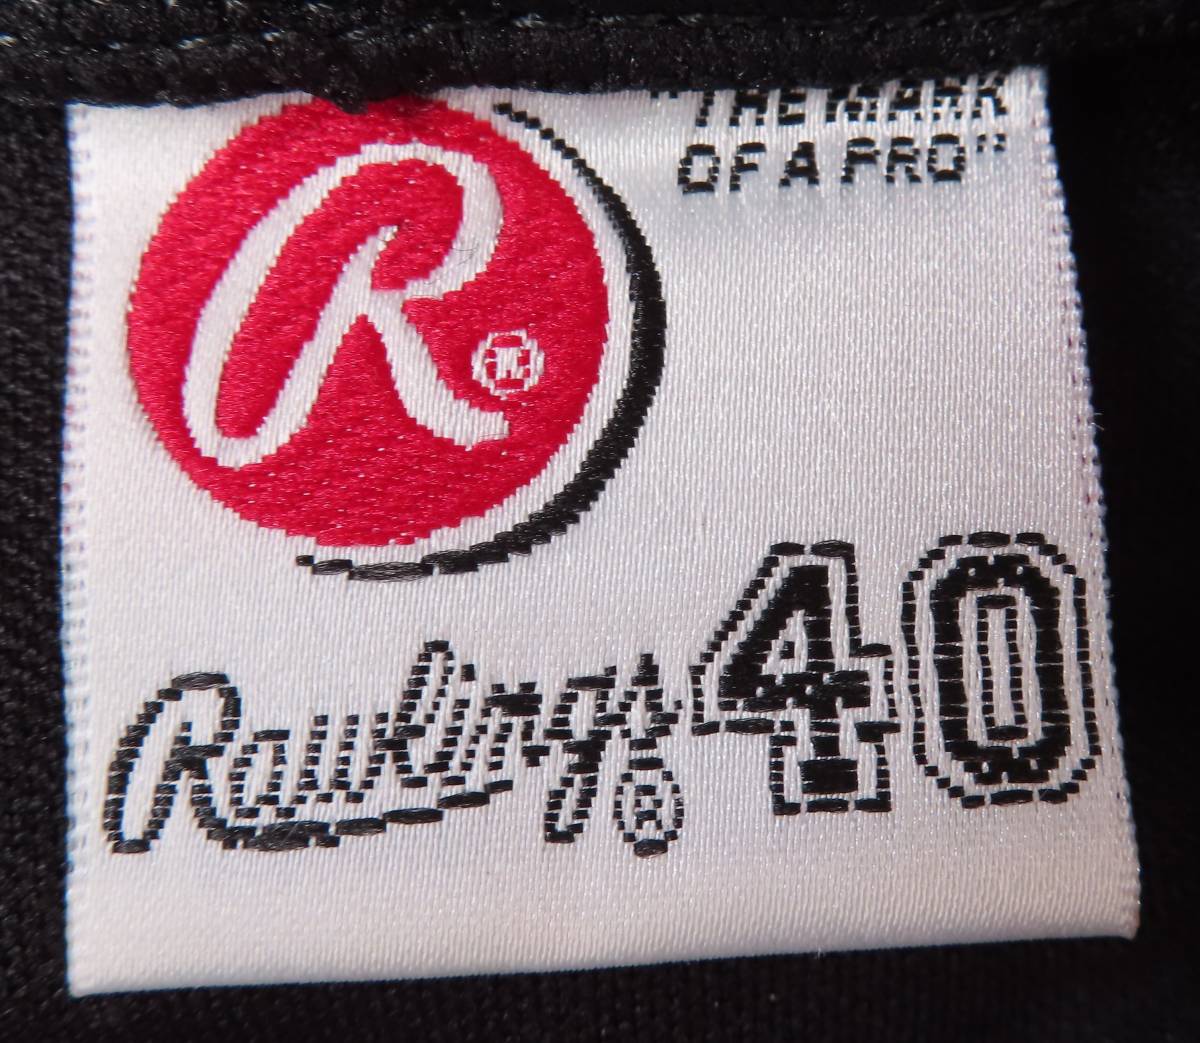 "THE MARK
OF A PRO"
R®
Rawlings® 40